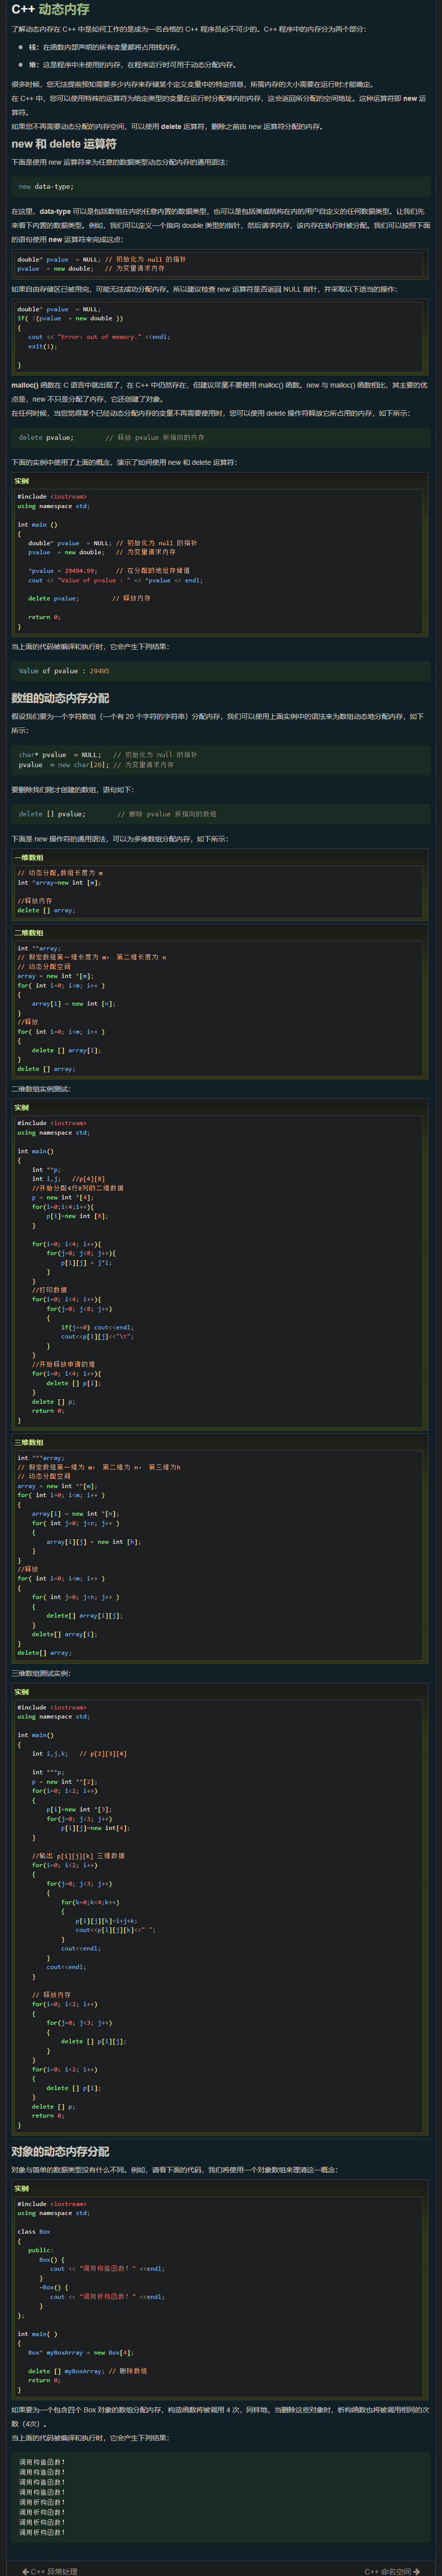 C++ 动态内存
了解动态内存在 C++ 中是如何工作的是成为一名合格的 C++ 程序员必不可少的。C++ 程序中的内存分为两个部分：
栈：在函数内部声明的所有变量都将占用栈内存。
堆：这是程序中未使用的内存，在程序运行时可用于动态分配内存。
很多时候，您无法提前预知需要多少内存来存储某个定义变量中的特定信息，所需内存的大小需要在运行时才能确定。
在 C++ 中，您可以使用特殊的运算符为给定类型的变量在运行时分配堆内的内存，这会返回所分配的空间地址。这种运算符即 new 运
算符。
如果您不再需要动态分配的内存空间，可以使用 delete 运算符，删除之前由 new 运算符分配的内存。
new 和 delete 运算符
下面是使用 new 运算符来为任意的数据类型动态分配内存的通用语法：
new data-type;
在这里，data-type 可以是包括数组在内的任意内置的数据类型，也可以是包括类或结构在内的用户自定义的任何数据类型。让我们先
来看下内置的数据类型。例如，我们可以定义一个指向 double 类型的指针，然后请求内存，该内存在执行时被分配。我们可以按照下面
的语句使用 new 运算符来完成这点：
double* pvalue  = NULL; // 初始化为 null 的指针
pvalue  = new double;   // 为变量请求内存
如果自由存储区已被用完，可能无法成功分配内存。所以建议检查 new 运算符是否返回 NULL 指针，并采取以下适当的操作：
double* pvalue  = NULL;
if( !(pvalue  = new double ))
{
   cout << "Error: out of memory." <<endl;
   exit(1);
}
malloc() 函数在 C 语言中就出现了，在 C++ 中仍然存在，但建议尽量不要使用 malloc() 函数。new 与 malloc() 函数相比，其主要的优
点是，new 不只是分配了内存，它还创建了对象。
在任何时候，当您觉得某个已经动态分配内存的变量不再需要使用时，您可以使用 delete 操作符释放它所占用的内存，如下所示：
delete pvalue;        // 释放 pvalue 所指向的内存
下面的实例中使用了上面的概念，演示了如何使用 new 和 delete 运算符：
实例
#include <iostream>
using namespace std;
int main ()
{
   double* pvalue  = NULL; // 初始化为 null 的指针
   pvalue  = new double;   // 为变量请求内存
   *pvalue = 29494.99;     // 在分配的地址存储值
   cout << "Value of pvalue : " << *pvalue << endl;
   delete pvalue;         // 释放内存
   return 0;
}
当上面的代码被编译和执行时，它会产生下列结果：
Value of pvalue : 29495
数组的动态内存分配
假设我们要为一个字符数组（一个有 20 个字符的字符串）分配内存，我们可以使用上面实例中的语法来为数组动态地分配内存，如下
所示：
char* pvalue  = NULL;   // 初始化为 null 的指针
pvalue  = new char[20]; // 为变量请求内存
要删除我们刚才创建的数组，语句如下：
delete [] pvalue;        // 删除 pvalue 所指向的数组
下面是 new 操作符的通用语法，可以为多维数组分配内存，如下所示：
一维数组
// 动态分配,数组长度为 m
int *array=new int [m];
//释放内存
delete [] array;
二维数组
int **array;
// 假定数组第一维长度为 m， 第二维长度为 n
// 动态分配空间
array = new int *[m];
for( int i=0; i<m; i++ )
{
    array[i] = new int [n];
}
//释放
for( int i=0; i<m; i++ )
{
    delete [] array[i];
}
delete [] array;
二维数组实例测试：
实例
#include <iostream>
using namespace std;
int main()
{
    int **p;
    int i,j;   //p[4][8]
    //开始分配4行8列的二维数据
    p = new int *[4];
    for(i=0;i<4;i++){
        p[i]=new int [8];
    }
    for(i=0; i<4; i++){
        for(j=0; j<8; j++){
            p[i][j] = j*i;
        }
    }
    //打印数据
    for(i=0; i<4; i++){
        for(j=0; j<8; j++)
        {
            if(j==0) cout<<endl;
            cout<<p[i][j]<<"\t";
        }
    }
    //开始释放申请的堆
    for(i=0; i<4; i++){
        delete [] p[i];
    }
    delete [] p;
    return 0;
}
三维数组
int ***array;
// 假定数组第一维为 m， 第二维为 n， 第三维为h
// 动态分配空间
array = new int **[m];
for( int i=0; i<m; i++ )
{
    array[i] = new int *[n];
    for( int j=0; j<n; j++ )
    {
        array[i][j] = new int [h];
    }
}
//释放
for( int i=0; i<m; i++ )
{
    for( int j=0; j<n; j++ )
    {
        delete[] array[i][j];
    }
    delete[] array[i];
}
delete[] array;
三维数组测试实例：
实例
#include <iostream>
using namespace std;
int main()
{
    int i,j,k;   // p[2][3][4]
    int ***p;
    p = new int **[2];
    for(i=0; i<2; i++)
    {
        p[i]=new int *[3];
        for(j=0; j<3; j++)
            p[i][j]=new int[4];
    }
    //输出 p[i][j][k] 三维数据
    for(i=0; i<2; i++)
    {
        for(j=0; j<3; j++)
        {
            for(k=0;k<4;k++)
            {
                p[i][j][k]=i+j+k;
                cout<<p[i][j][k]<<" ";
            }
            cout<<endl;
        }
        cout<<endl;
    }
    // 释放内存
    for(i=0; i<2; i++)
    {
        for(j=0; j<3; j++)
        {
            delete [] p[i][j];
        }
    }
    for(i=0; i<2; i++)
    {
        delete [] p[i];
    }
    delete [] p;
    return 0;
}
对象的动态内存分配
对象与简单的数据类型没有什么不同。例如，请看下面的代码，我们将使用一个对象数组来理清这一概念：
实例
#include <iostream>
using namespace std;
class Box
{
   public:
      Box() {
         cout << "调用构造函数！" <<endl;
      }
      ~Box() {
         cout << "调用析构函数！" <<endl;
      }
};
int main( )
{
   Box* myBoxArray = new Box[4];
   delete [] myBoxArray; // 删除数组
   return 0;
}
如果要为一个包含四个 Box 对象的数组分配内存，构造函数将被调用 4 次，同样地，当删除这些对象时，析构函数也将被调用相同的次
数（4次）。
当上面的代码被编译和执行时，它会产生下列结果：
调用构造函数！
调用构造函数！
调用构造函数！
调用构造函数！
调用析构函数！
调用析构函数！
调用析构函数！
调用析构函数！
← C++ 异常处理
C++ 命名空间 →